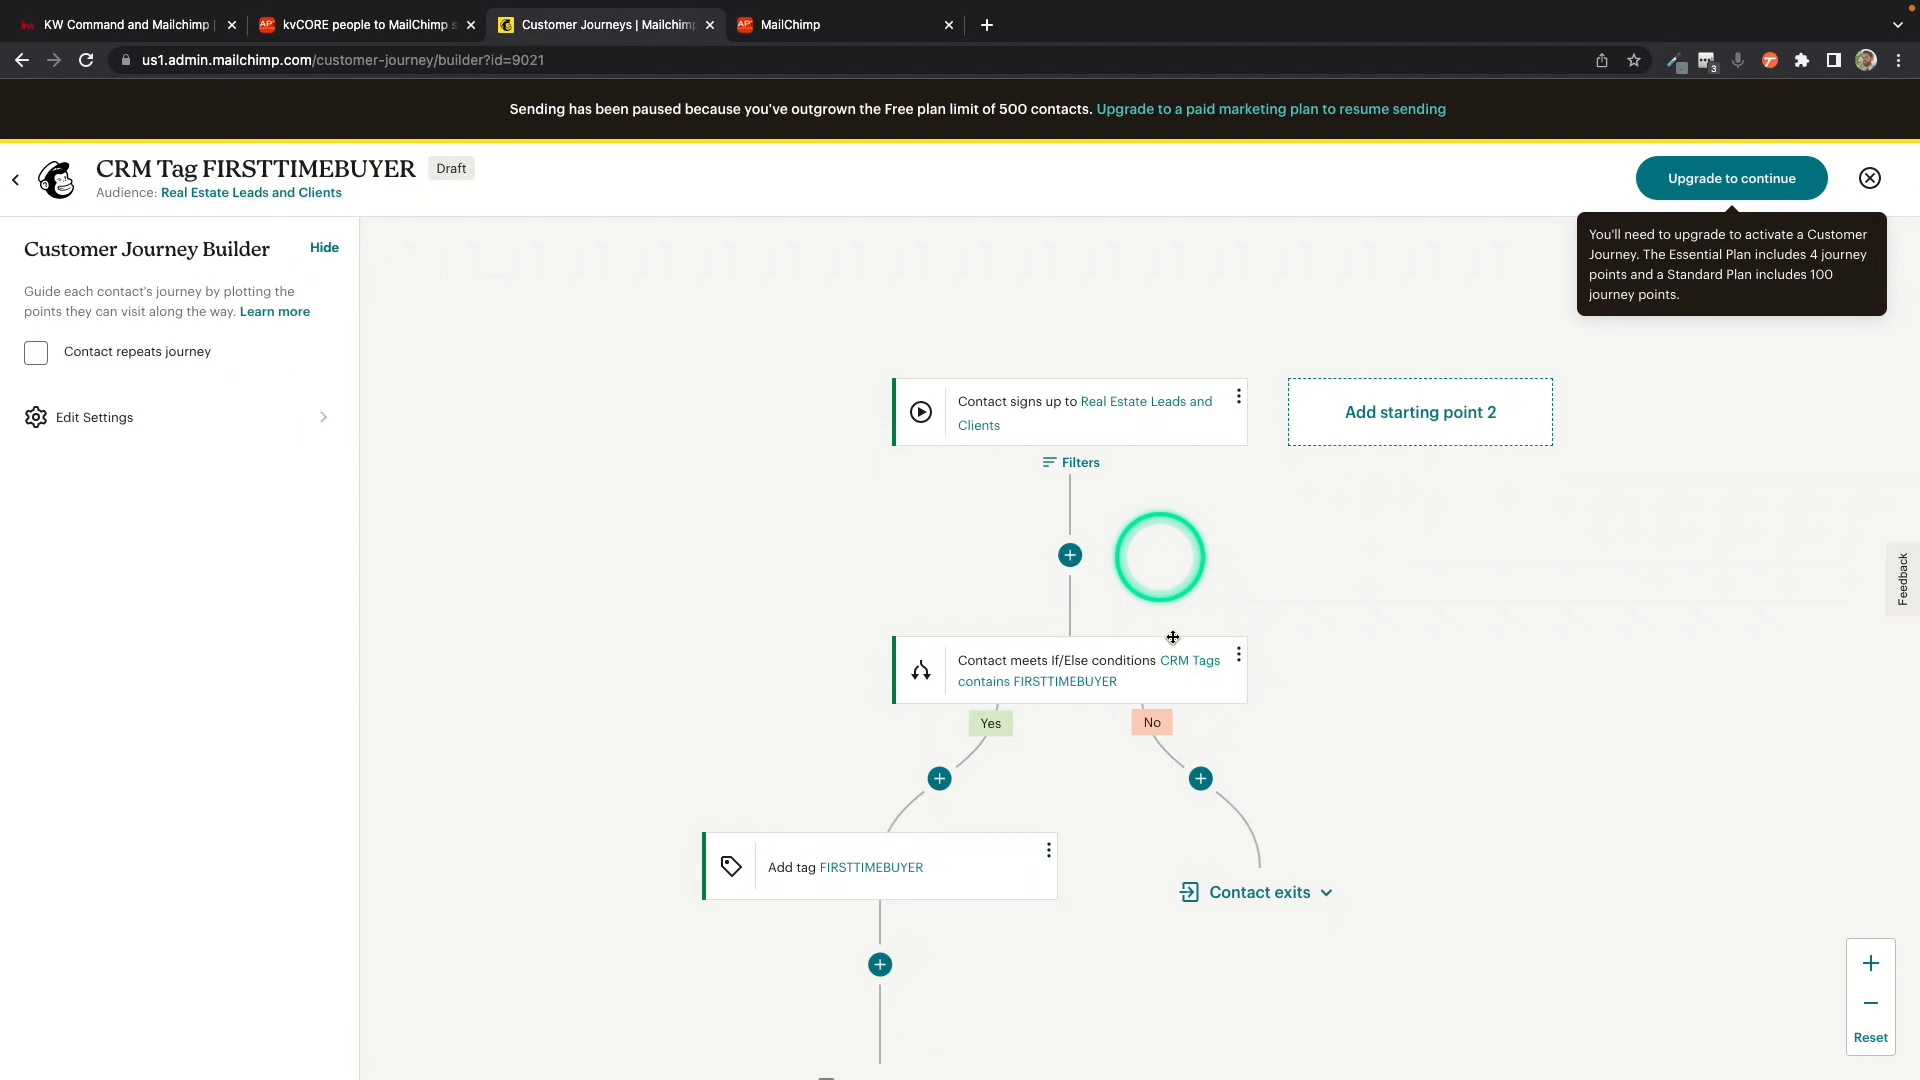 KW Command and Mailchimp |
kvCORE people to MailChimp s
Customer Journeys | Mailchimp
MailChimp
us1.admin.mailchimp.com/customer-journey/builder?id=9021
3
Sending has been paused because you've outgrown the Free plan limit of 500 contacts. Upgrade to a paid marketing plan to resume sending
CRM Tag FIRSTTIMEBUYER
Draft
Audience: Real Estate Leads and Clients
Upgrade to continue
You'll need to upgrade to activate a Customer
Journey. The Essential Plan includes 4 journey
points and a Standard Plan includes 100
journey points.
Customer Journey Builder
Hide
Guide each contact's journey by plotting the
points they can visit along the way. Learn more
Contact repeats journey
Edit Settings
Contact signs up to Real Estate Leads and
Clients
Add starting point 2
Filters
Contact meets If/Else conditions CRM Tags
contains FIRSTTIMEBUYER
Yes
No
Add tag FIRSTTIMEBUYER
Contact exits
Feedback
Reset